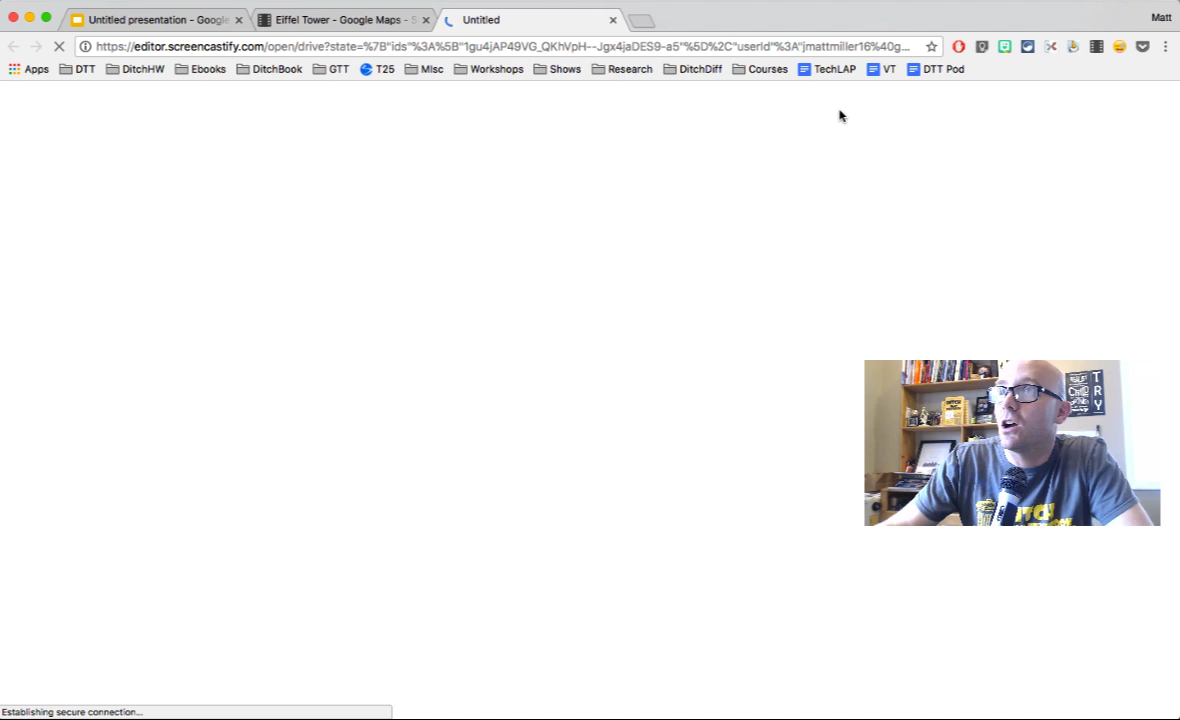 Untitled presentation - Google
Eiffel Tower - Google Maps - S
Untitled
Matt
https://editor.screencastify.com/open/drive?state=%7B"ids"%3A%5B"1gu4jAP49VG_QKhVpH--Jgx4jaDES9-a5"%5D%2C"userId"%3A"jmattmiller16%40g...
Apps DTT DitchHW Ebooks DitchBook GTT T25 MIsc Workshops Shows Research DitchDiff Courses TechLAP VT DTT Pod
TRY
Establishing secure connection...